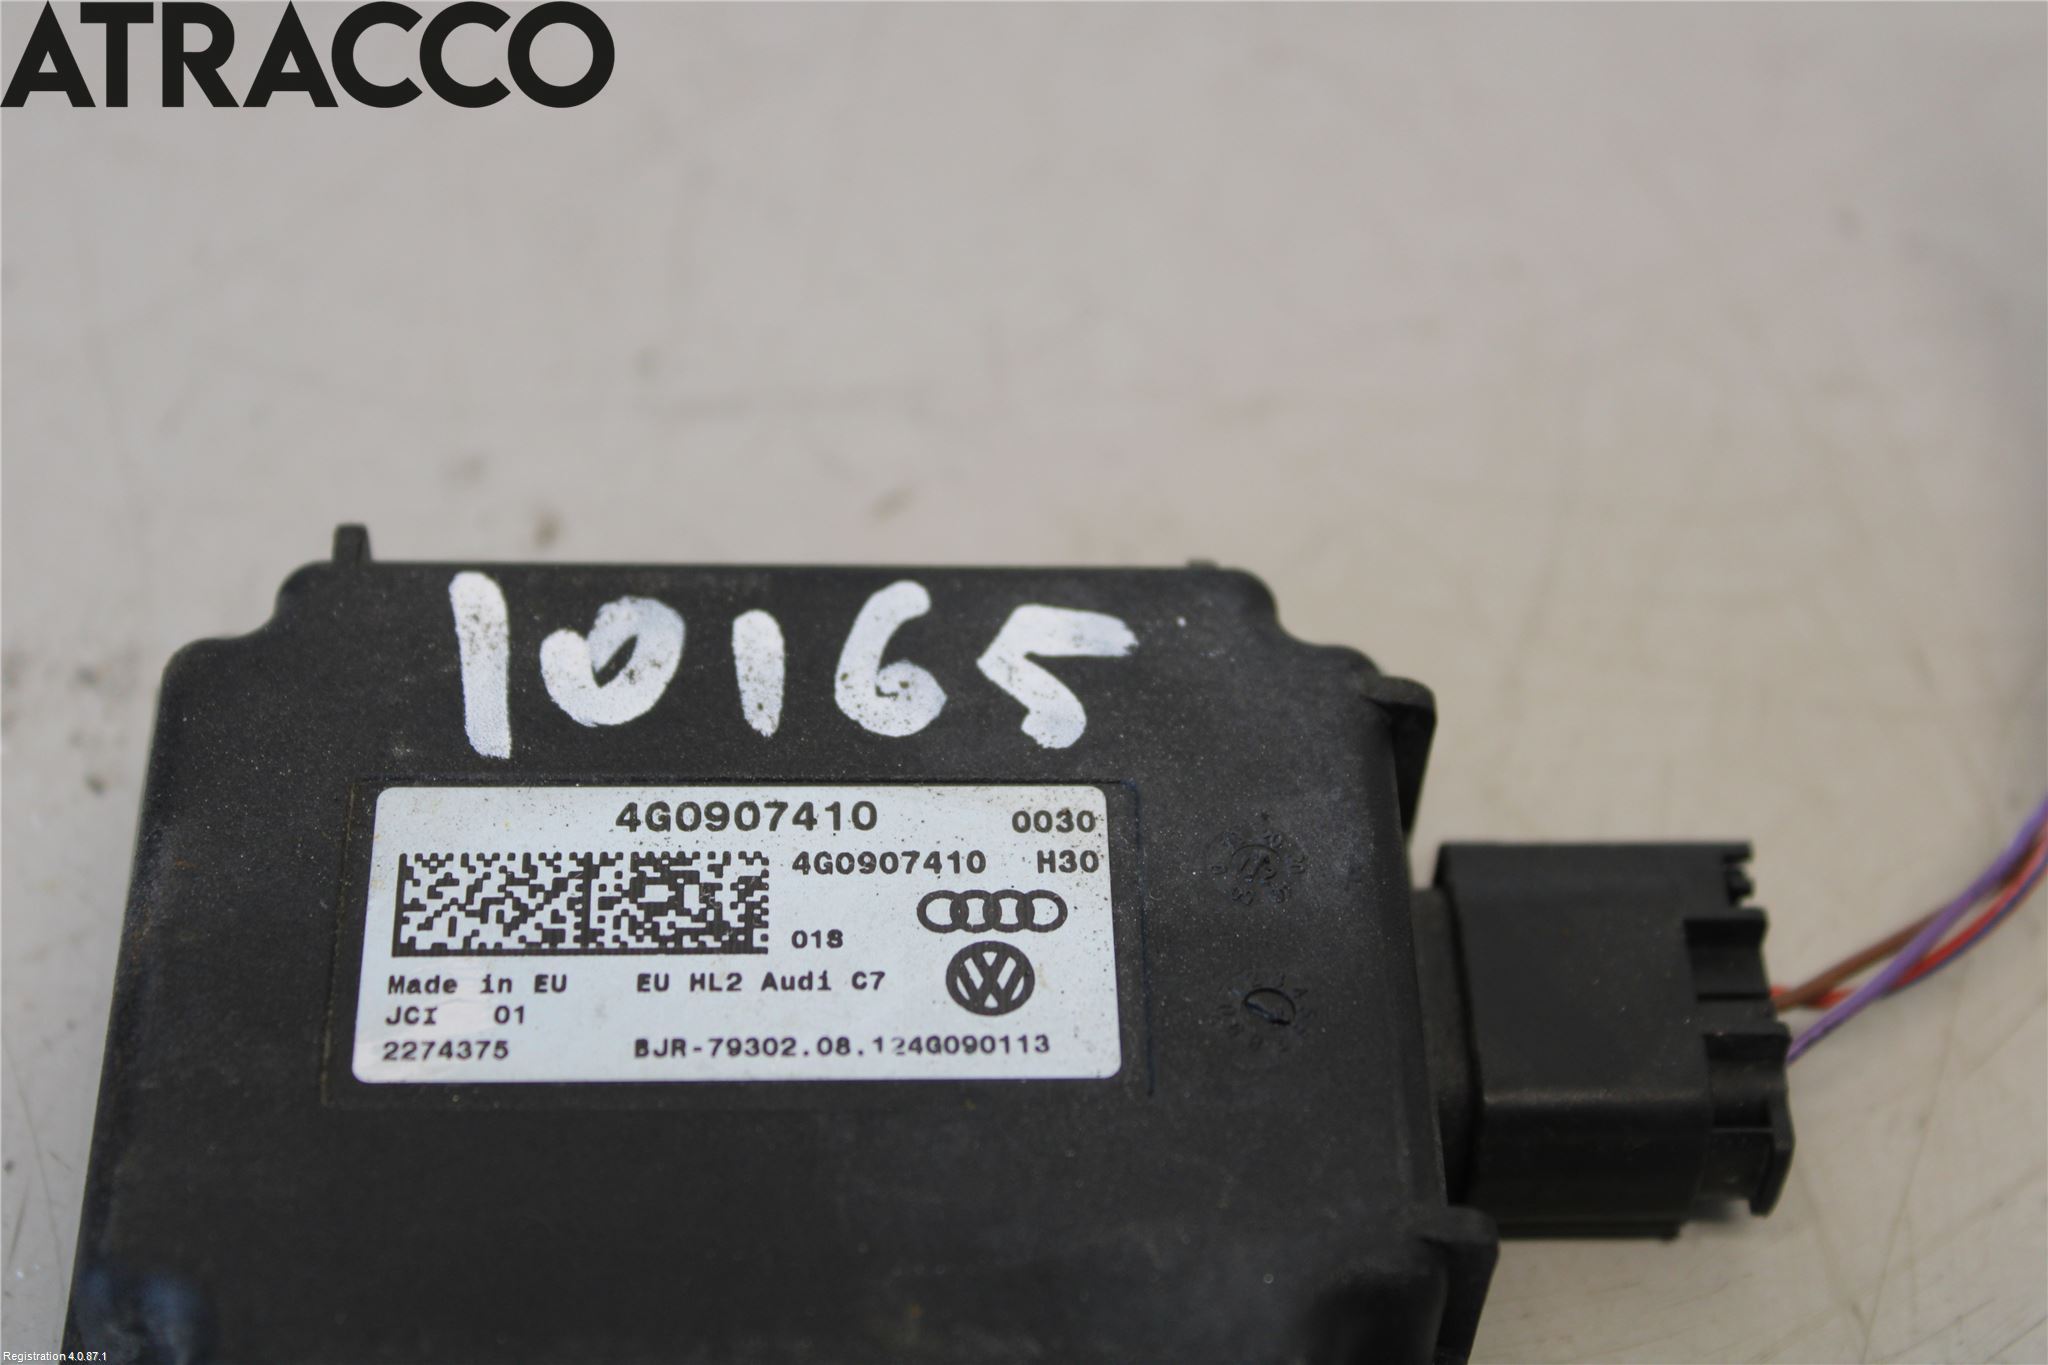 ATRACCO
10165
4G0907410 0030
4G0907410 H30
01S
Made in EU EU HL2 Audi C7
JCI 01
2274375 BJR-79302.08.124G090113
Registration 4.0.87.1